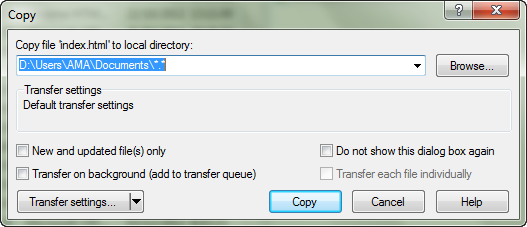 Copy
Copy file 'index.html' to local directory:
D:\Users\AMA\Documents\*.*
Browse...
Transfer settings
Default transfer settings
New and updated file(s) only
Do not show this dialog box again
Transfer on background (add to transfer queue)
Transfer each file individually
Transfer settings...
Copy
Cancel
Help